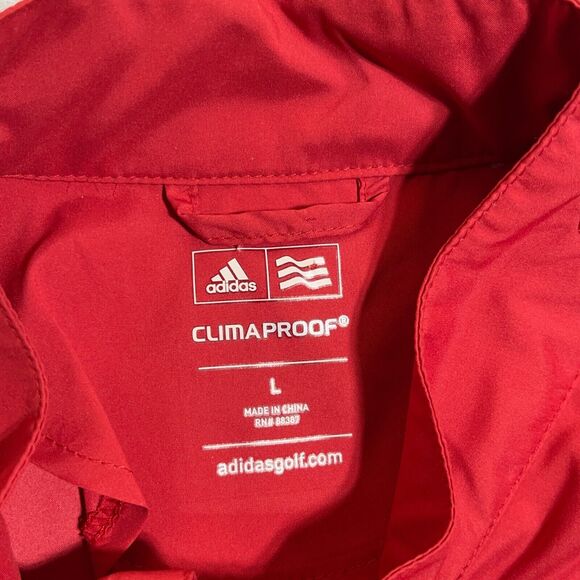 adidas
CLIMAPROOF®
L
MADE IN CHINA
RN# 88387
adidasgolf.com